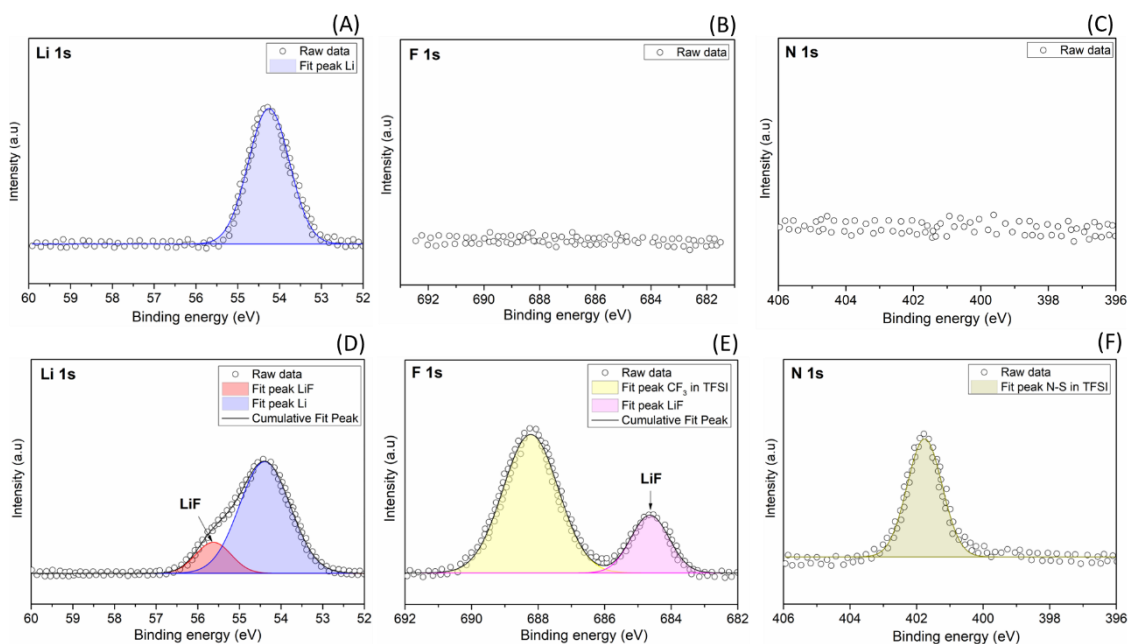 (A)
Li 1s
Raw data
Fit peak Li
Intensity (a.u)
60 59 58 57 56 55 54 53 52
Binding energy (eV)
(B)
F 1s
Raw data
Intensity (a.u)
692 690 688 686 684 682
Binding energy (eV)
(C)
N 1s
Raw data
Intensity (a.u)
406 404 402 400 398 396
Binding energy (eV)
(D)
Li 1s
Raw data
Fit peak LiF
Fit peak Li
Cumulative Fit Peak
LiF
Intensity (a.u)
60 59 58 57 56 55 54 53 52
Binding energy (eV)
(E)
F 1s
Raw data
Fit peak CF₃ in TFSI
Fit peak LiF
Cumulative Fit Peak
LiF
Intensity (a.u)
692 690 688 686 684 682
Binding energy (eV)
(F)
N 1s
Raw data
Fit peak N-S in TFSI
Intensity (a.u)
406 404 402 400 398 396
Binding energy (eV)